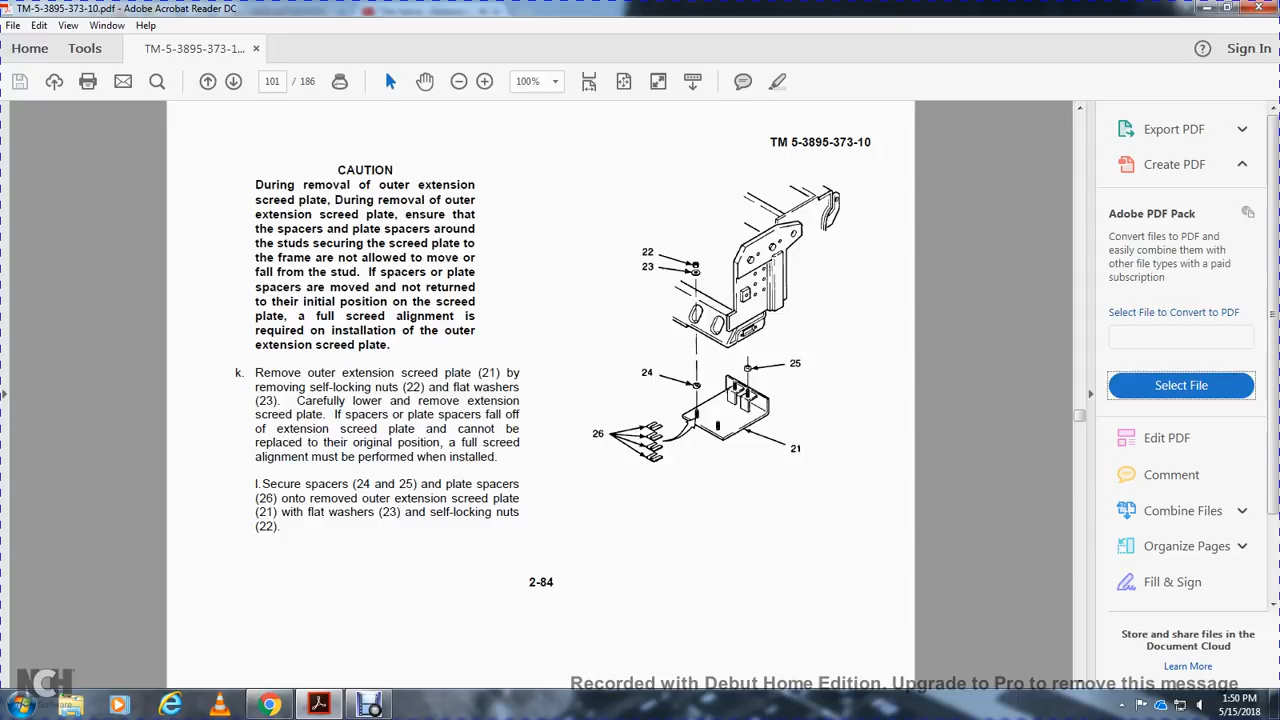 TM-5-3895-373-10.pdf - Adobe Acrobat Reader DC
File Edit View Window Help
Home Tools TM-5-3895-373-1... × Sign In
101 / 186 100%
TM 5-3895-373-10
CAUTION
During removal of outer extension
screed plate, During removal of outer
extension screed plate, ensure that
the spacers and plate spacers around
the studs securing the screed plate to
the frame are not allowed to move or
fall from the stud. If spacers or plate
spacers are moved and not returned
to their initial position on the screed
plate, a full screed alignment is
required on installation of the outer
extension screed plate.
k. Remove outer extension screed plate (21) by
removing self-locking nuts (22) and flat washers
(23). Carefully lower and remove extension
screed plate. If spacers or plate spacers fall off
of extension screed plate and cannot be
replaced to their original position, a full screed
alignment must be performed when installed.
l.Secure spacers (24 and 25) and plate spacers
(26) onto removed outer extension screed plate
(21) with flat washers (23) and self-locking nuts
(22).
22
23
25
24
26
21
2-84
Export PDF
Create PDF
Adobe PDF Pack
Convert files to PDF and
easily combine them with
other file types with a paid
subscription
Select File to Convert to PDF
Select File
Edit PDF
Comment
Combine Files
Organize Pages
Fill & Sign
Store and share files in the
Document Cloud
Learn More
NCH
Software
Recorded with Debut Home Edition. Upgrade to Pro to remove this message
1:50 PM
5/15/2018